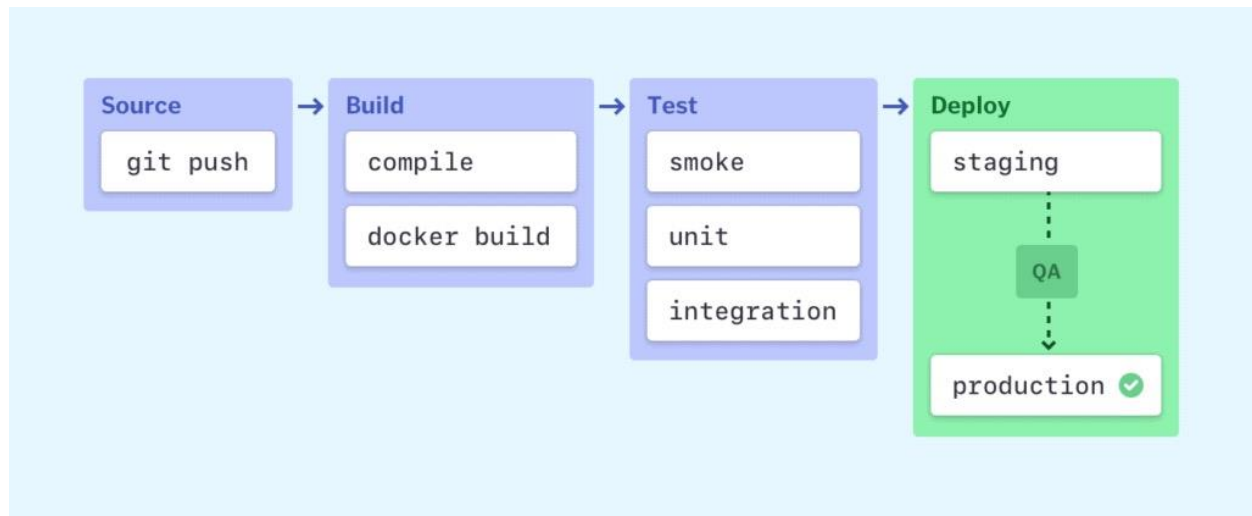 Source
git push
Build
compile
docker build
Test
smoke
unit
integration
Deploy
staging
QA
production